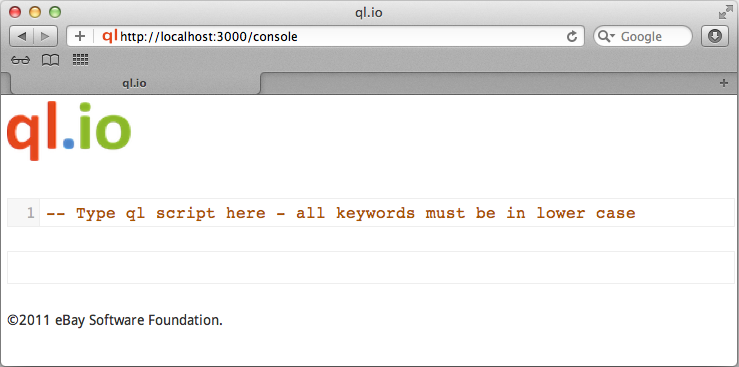 ql.io
ql http://localhost:3000/console
Google
ql.io
ql.io
1 -- Type ql script here - all keywords must be in lower case
©2011 eBay Software Foundation.